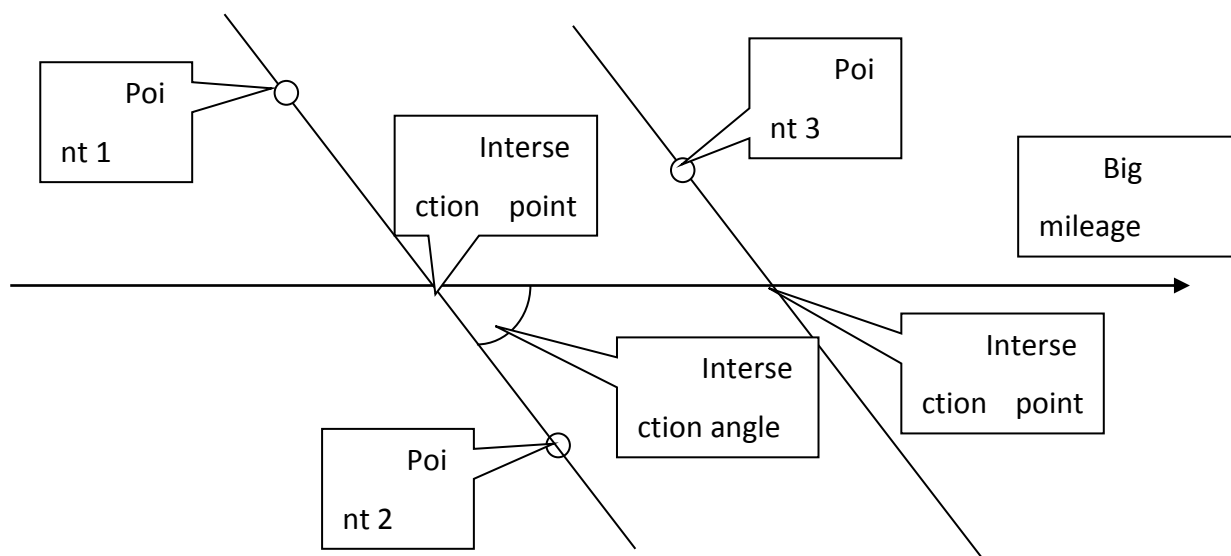 Poi
nt 1
Interse
ction point
Poi
nt 3
Big
mileage
Interse
ction angle
Interse
ction point
Poi
nt 2